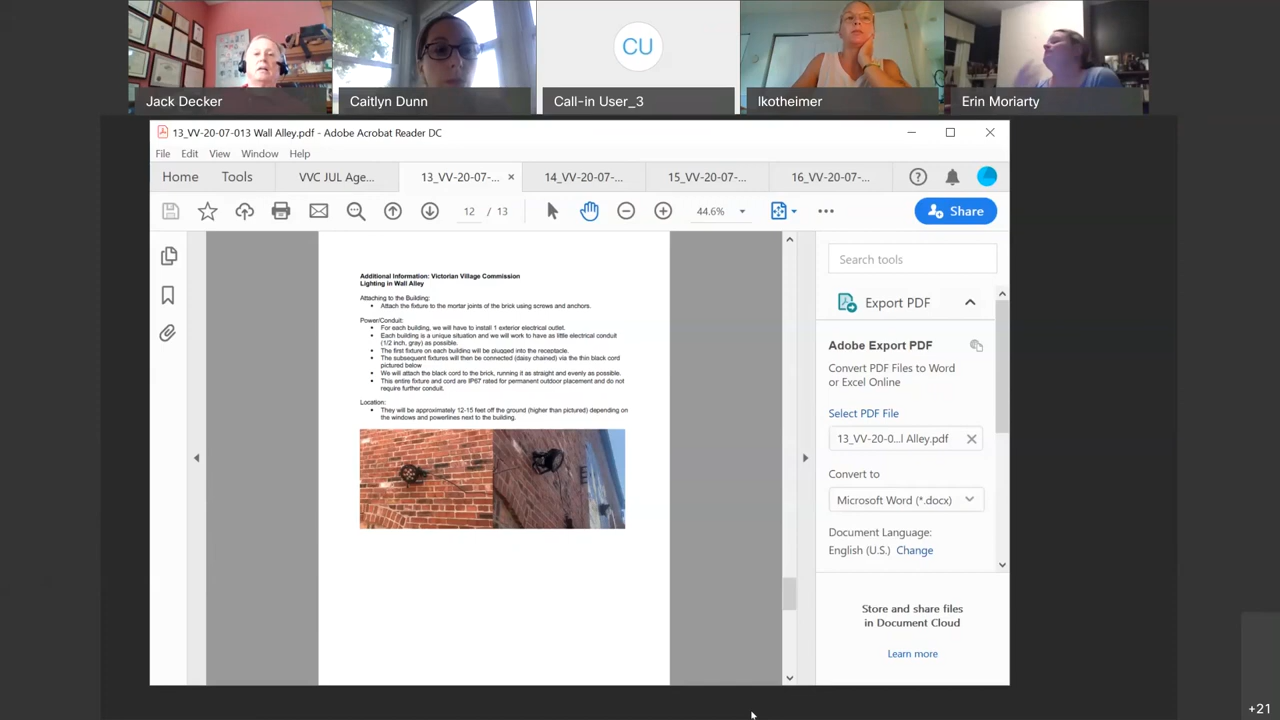 CU
Jack Decker
Caitlyn Dunn
Call-in User_3
lkotheimer
Erin Moriarty
13_VV-20-07-013 Wall Alley.pdf - Adobe Acrobat Reader DC
File Edit View Window Help
Home Tools VVC JUL Age... 13_VV-20-07-... 14_VV-20-07-... 15_VV-20-07-... 16_VV-20-07-...
12 / 13 44.6% Share
Additional Information: Victorian Village Commission
Lighting in Wall Alley
Attaching to the Building:
• Attach the fixture to the mortar joints of the brick using screws and anchors.
Power/Conduit:
• For each building, we will have to install 1 exterior electrical outlet.
• Each building is a unique situation and we will work to have as little electrical conduit
(1/2 inch, gray) as possible.
• The first fixture on each building will be plugged into the receptacle.
• The subsequent fixtures will then be connected (daisy chained) via the thin black cord
pictured below
• We will attach the black cord to the brick, running it as straight and evenly as possible.
• This entire fixture and cord are IP67 rated for permanent outdoor placement and do not
require further conduit.
Location:
• They will be approximately 12-15 feet off the ground (higher than pictured) depending on
the windows and powerlines next to the building.
Search tools
Export PDF
Adobe Export PDF
Convert PDF Files to Word
or Excel Online
Select PDF File
13_VV-20-0...l Alley.pdf
Convert to
Microsoft Word (*.docx)
Document Language:
English (U.S.) Change
Store and share files
in Document Cloud
Learn more
+21